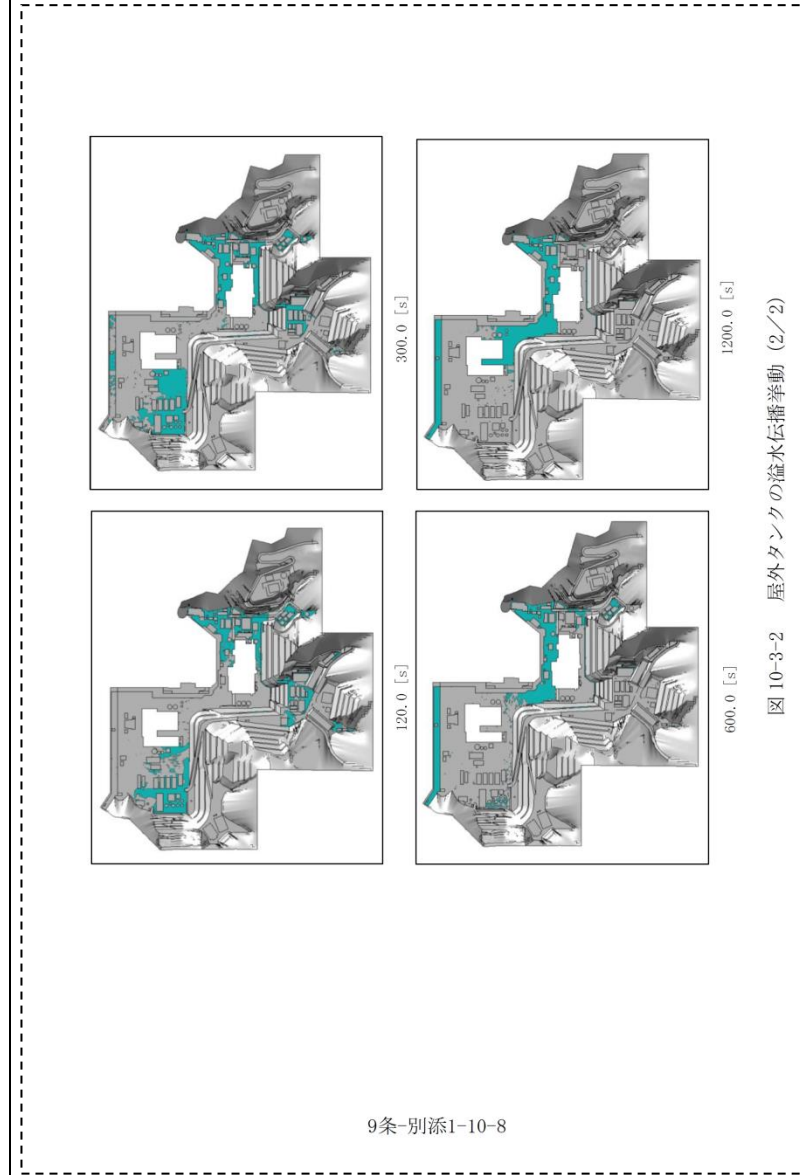 120.0 [s]
300.0 [s]
600.0 [s]
1200.0 [s]
図 10-3-2　屋外タンクの溢水伝播挙動 (2／2)
9条-別添1-10-8